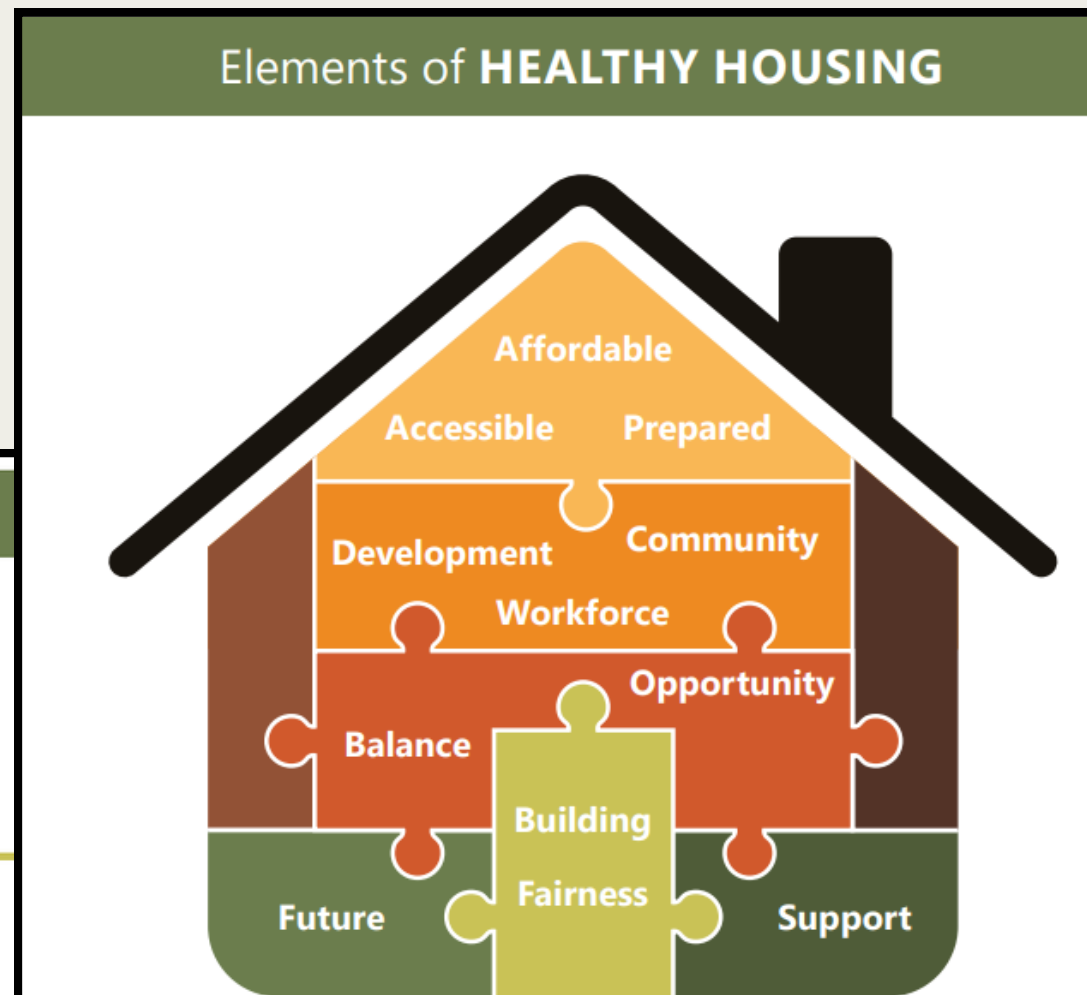 Elements of HEALTHY HOUSING
Affordable
Accessible Prepared
Development Community
Workforce
Opportunity
Balance
Building
Fairness
Future Support